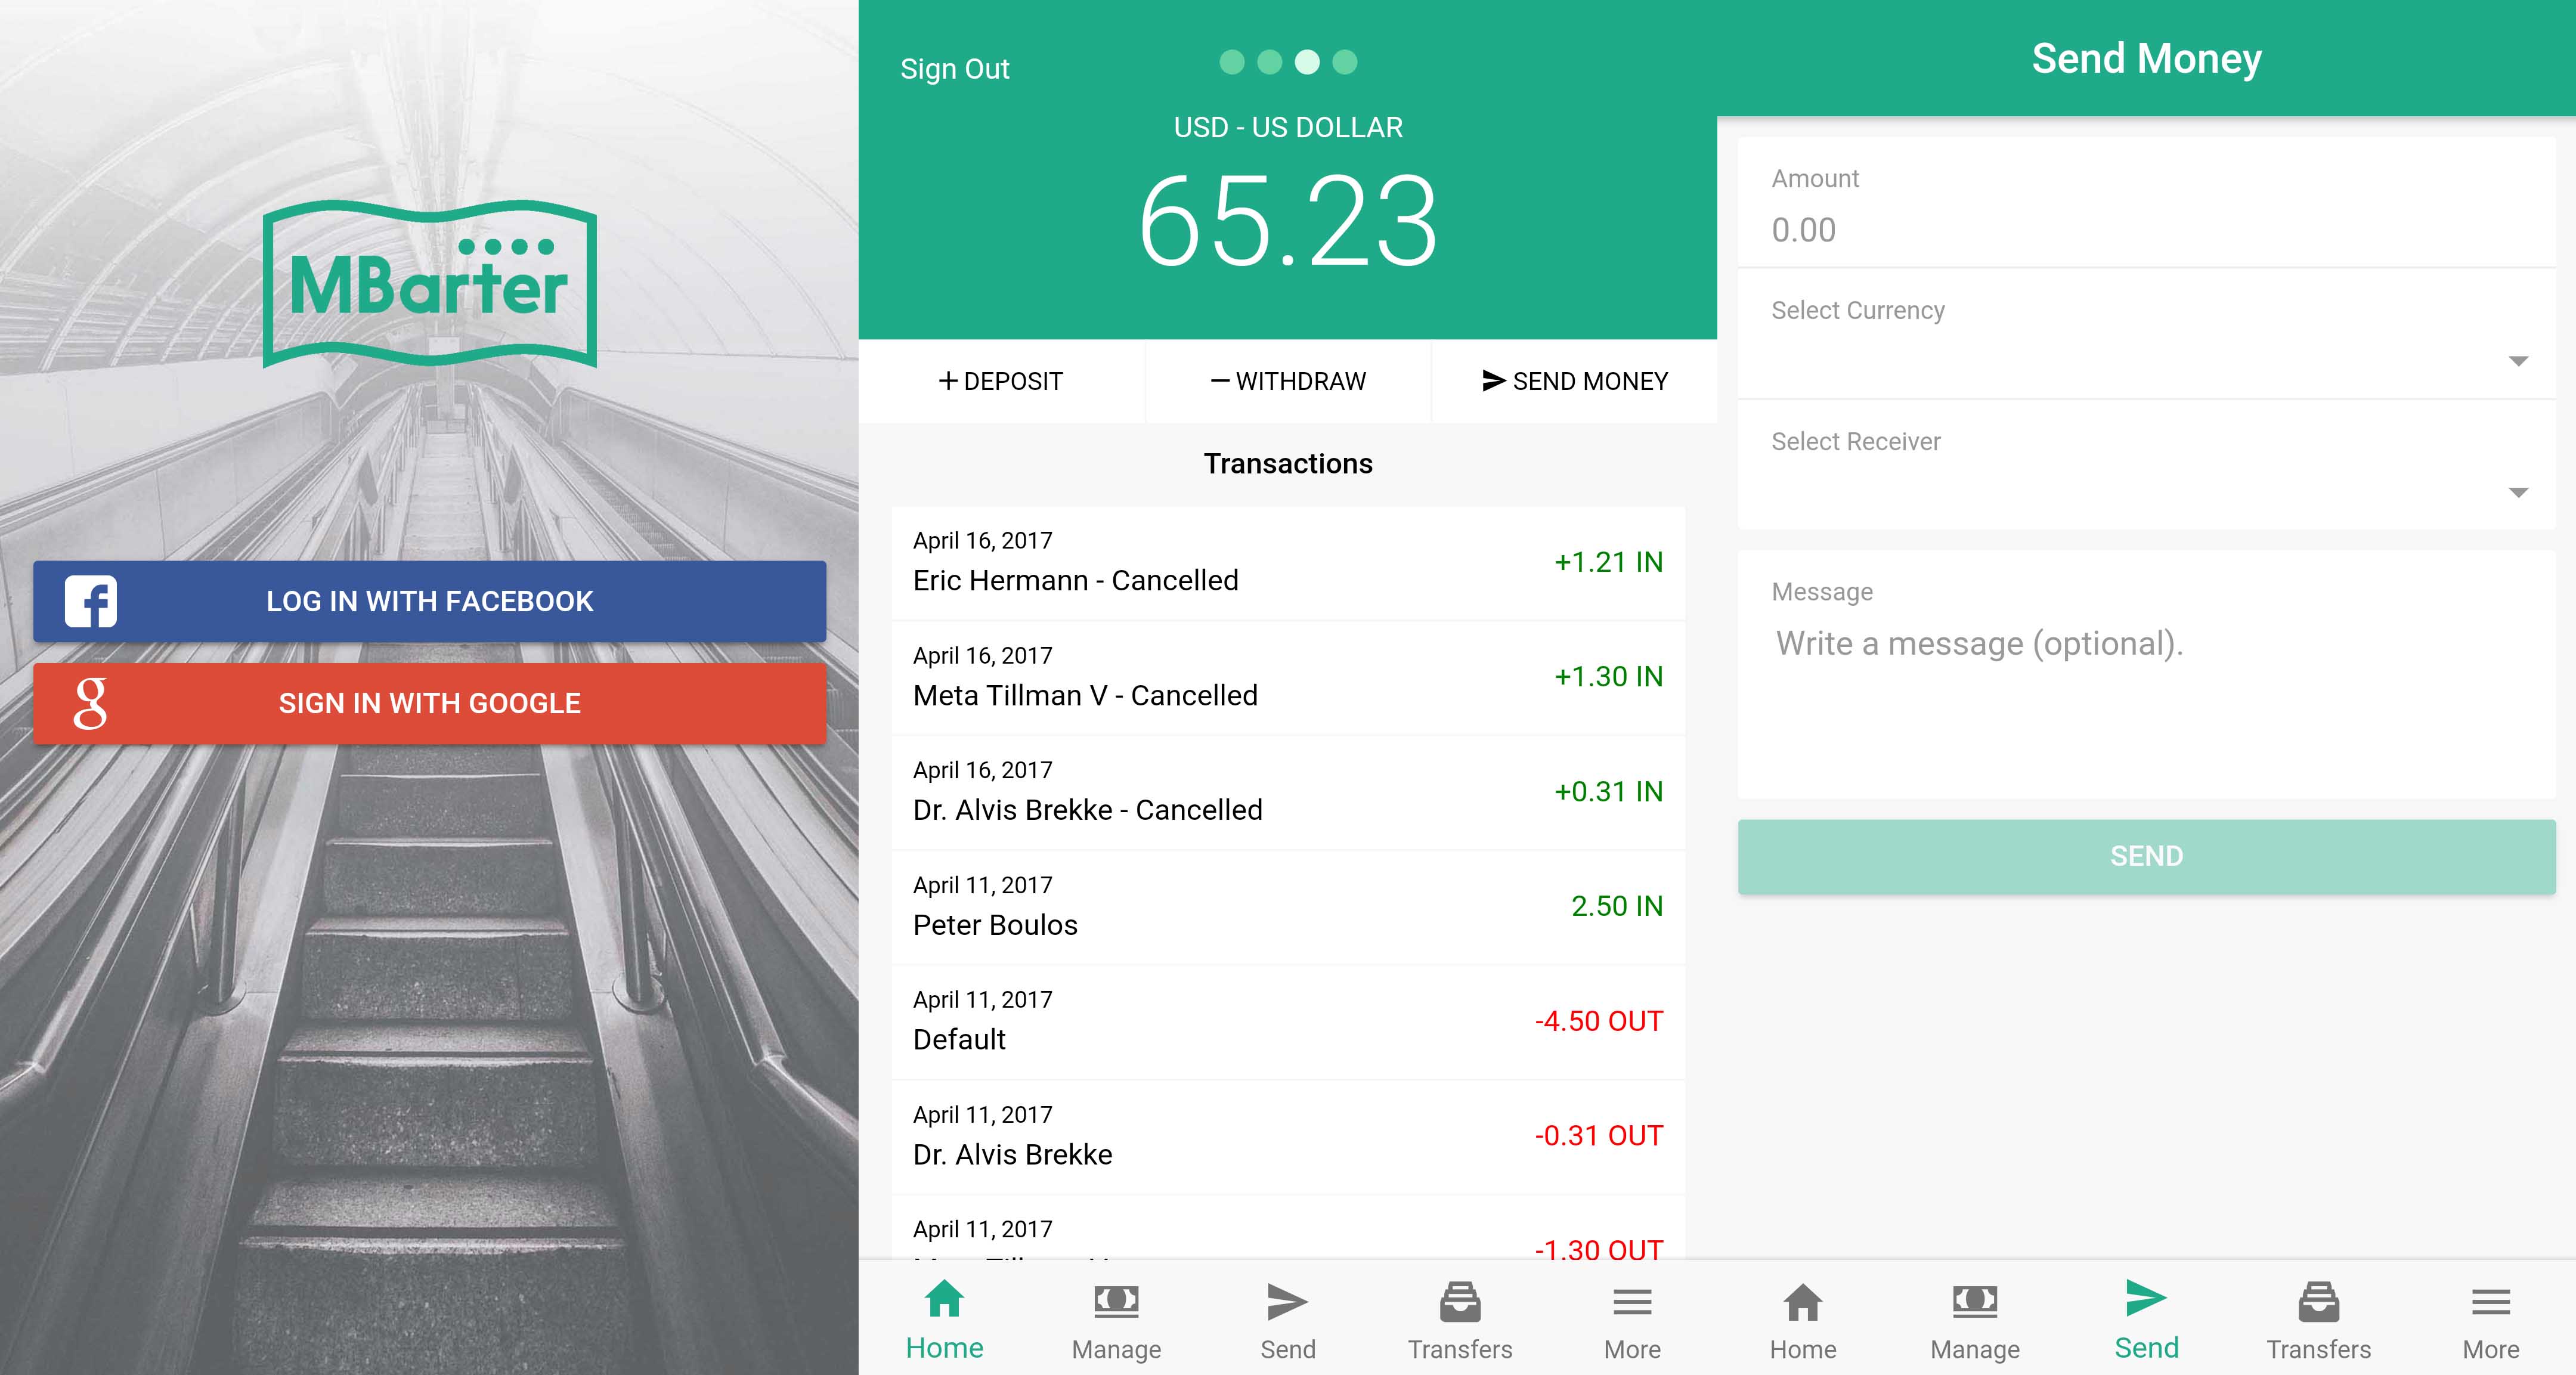 MBarter
LOG IN WITH FACEBOOK
SIGN IN WITH GOOGLE
Sign Out
USD - US DOLLAR
65.23
DEPOSIT
WITHDRAW
SEND MONEY
Transactions
April 16, 2017
Eric Hermann - Cancelled
+1.21 IN
April 16, 2017
Meta Tillman V - Cancelled
+1.30 IN
April 16, 2017
Dr. Alvis Brekke - Cancelled
+0.31 IN
April 11, 2017
Peter Boulos
2.50 IN
April 11, 2017
Default
-4.50 OUT
April 11, 2017
Dr. Alvis Brekke
-0.31 OUT
April 11, 2017
-1.30 OUT
Home
Manage
Send
Transfers
More
Send Money
Amount
0.00
Select Currency
Select Receiver
Message
Write a message (optional).
SEND
Home
Manage
Send
Transfers
More